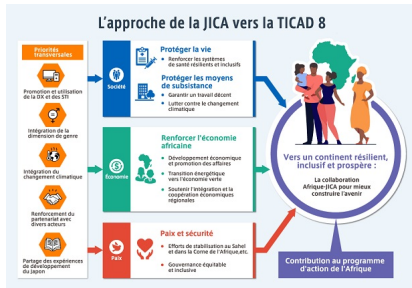 L'approche de la JICA vers la TICAD 8
Priorités
transversales
Promotion et utilisation
de la DX et des STI
Intégration de la
dimension de genre
Intégration du
changement climatique
Renforcement du
partenariat avec
divers acteurs
Partage des expériences
de développement
du Japon
Société
Protéger la vie
• Renforcer les systèmes
de santé résilients et inclusifs
Protéger les moyens
de subsistance
• Garantir un travail décent
• Lutter contre le changement
climatique
Économie
Renforcer l'économie
africaine
• Développement économique
et promotion des affaires
• Transition énergétique
vers l'économie verte
• Soutenir l'intégration et la
coopération économiques
régionales
Paix
Paix et sécurité
• Efforts de stabilisation au Sahel
et dans la Corne de l'Afrique,etc.
• Gouvernance équitable
et inclusive
Vers un continent résilient,
inclusif et prospère :
La collaboration
Afrique-JICA pour mieux
construire l'avenir
Contribution au programme
d'action de l'Afrique